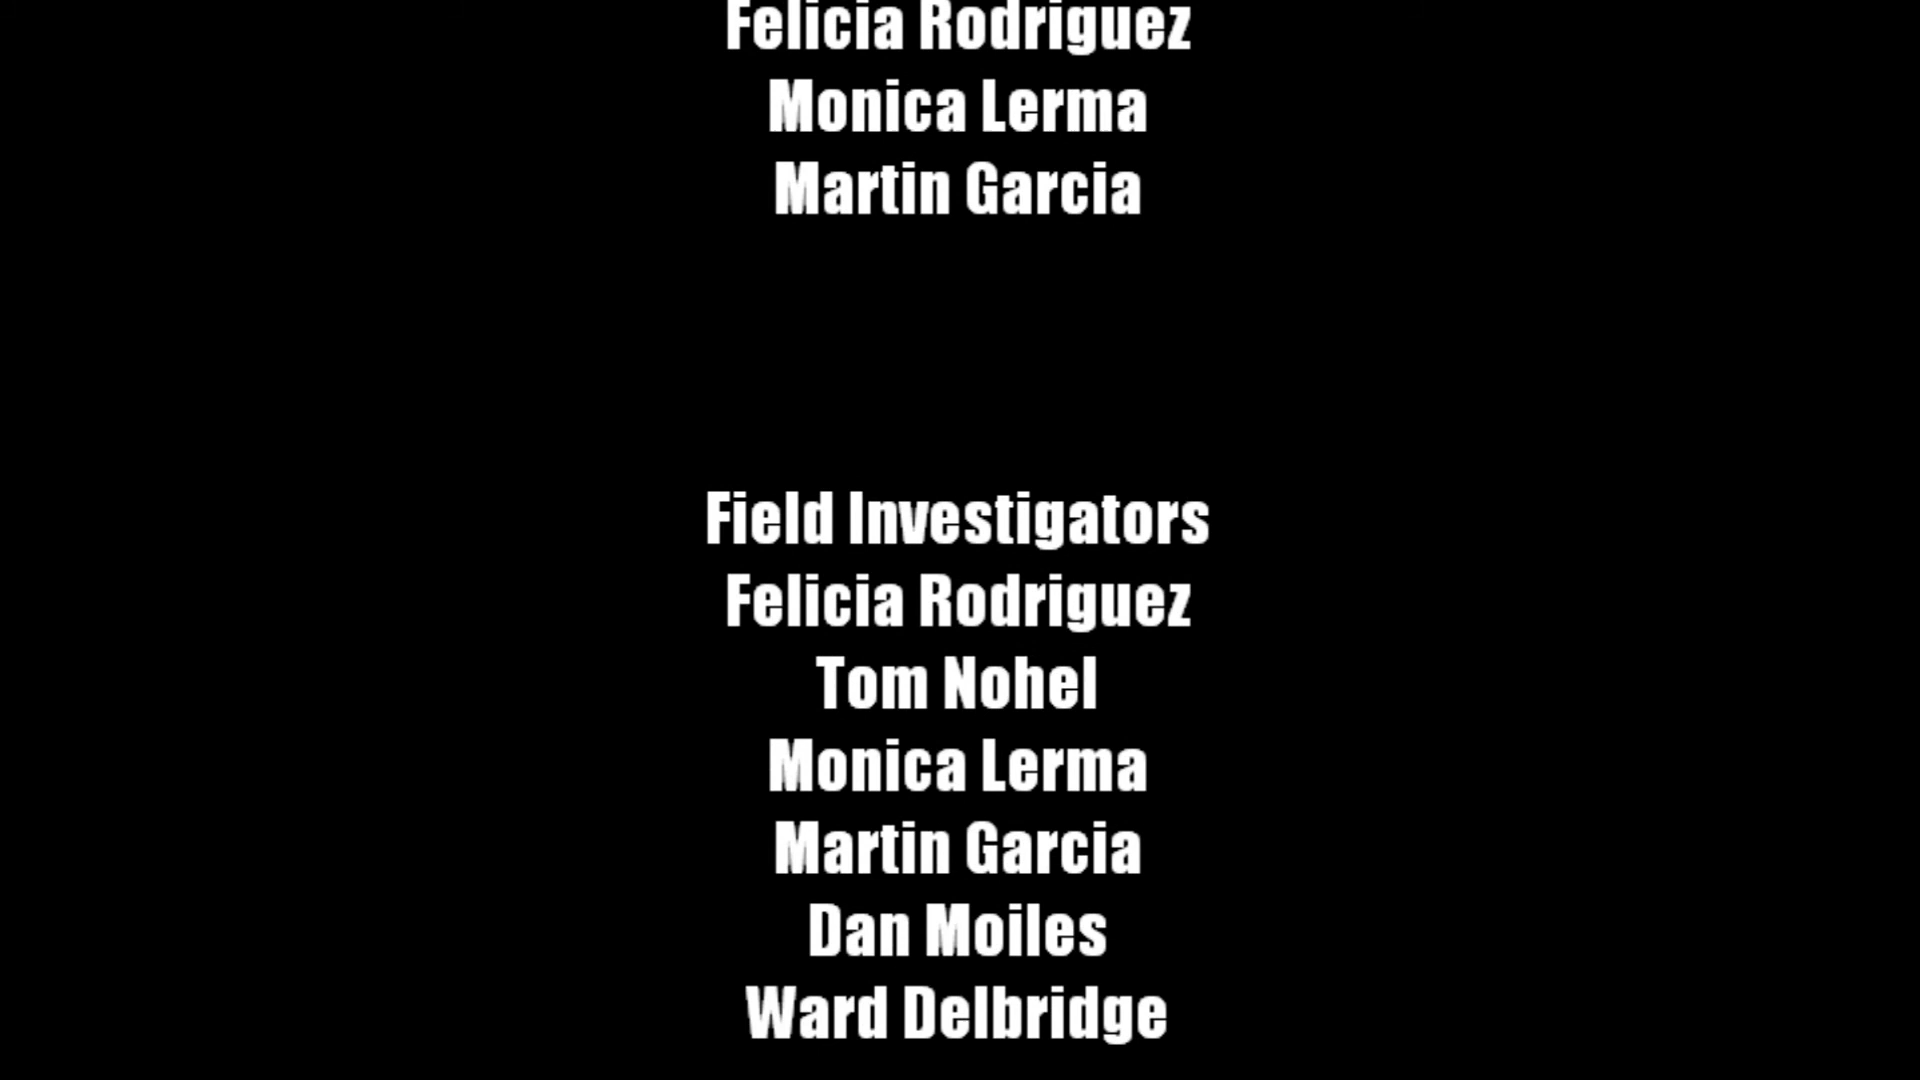 Felicia Rodriguez
Monica Lerma
Martin Garcia
Field Investigators
Felicia Rodriguez
Tom Nohel
Monica Lerma
Martin Garcia
Dan Moiles
Ward Delbridge